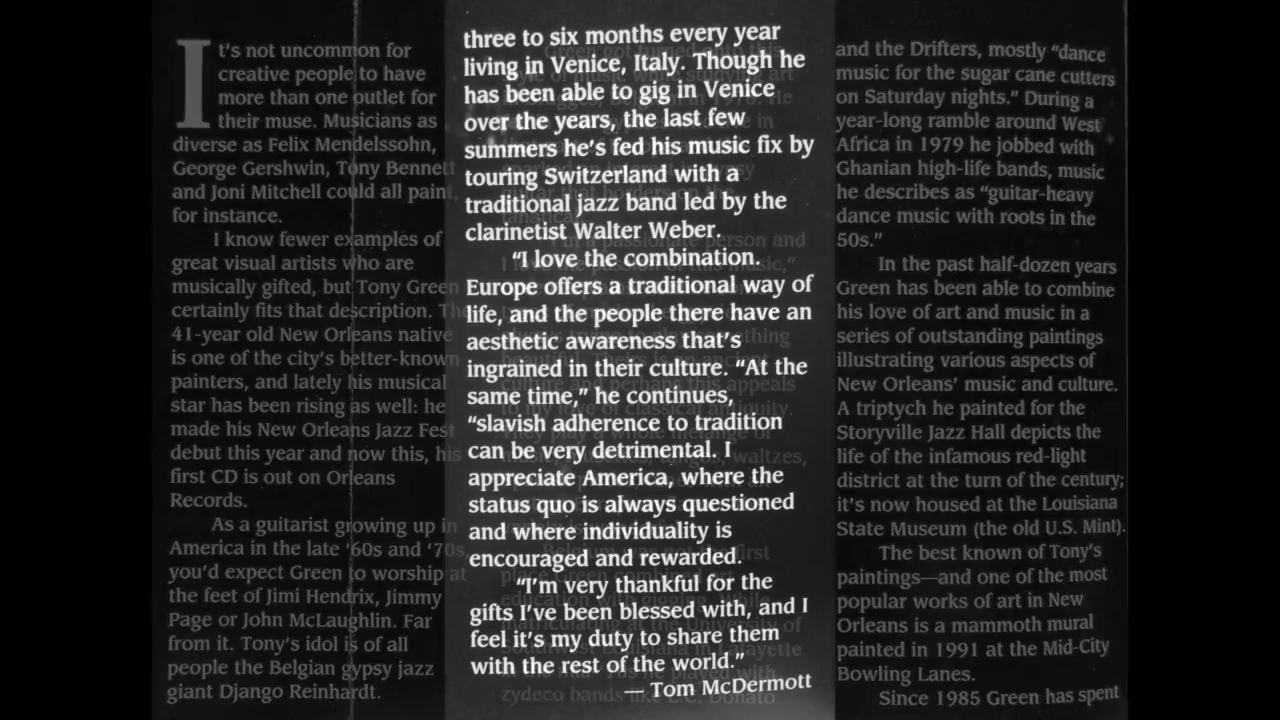 It's not uncommon for
creative people to have
more than one outlet for
their muse. Musicians as
diverse as Felix Mendelssohn,
George Gershwin, Tony Bennett
and Joni Mitchell could all paint,
for instance.
I know fewer examples of
great visual artists who are
musically gifted, but Tony Green
certainly fits that description. The
41-year old New Orleans native
is one of the city's better-known
painters, and lately his musical
star has been rising as well: he
made his New Orleans Jazz Fest
debut this year and now this, his
first CD is out on Orleans
Records.
As a guitarist growing up in
America in the late '60s and '70s,
you'd expect Green to worship at
the feet of Jimi Hendrix, Jimmy
Page or John McLaughlin. Far
from it. Tony's idol is of all
people the Belgian gypsy jazz
giant Django Reinhardt.
three to six months every year
living in Venice, Italy. Though he
has been able to gig in Venice
over the years, the last few
summers he's fed his music fix by
touring Switzerland with a
traditional jazz band led by the
clarinetist Walter Weber.
"I love the combination.
Europe offers a traditional way of
life, and the people there have an
aesthetic awareness that's
ingrained in their culture. "At the
same time," he continues,
"slavish adherence to tradition
can be very detrimental. I
appreciate America, where the
status quo is always questioned
and where individuality is
encouraged and rewarded.
"I'm very thankful for the
gifts I've been blessed with, and I
feel it's my duty to share them
with the rest of the world."
— Tom McDermott
and the Drifters, mostly "dance
music for the sugar cane cutters
on Saturday nights." During a
year-long ramble around West
Africa in 1979 he jobbed with
Ghanian high-life bands, music
he describes as "guitar-heavy
dance music with roots in the
50s."
In the past half-dozen years
Green has been able to combine
his love of art and music in a
series of outstanding paintings
illustrating various aspects of
New Orleans' music and culture.
A triptych he painted for the
Storyville Jazz Hall depicts the
life of the infamous red-light
district at the turn of the century;
it's now housed at the Louisiana
State Museum (the old U.S. Mint).
The best known of Tony's
paintings—and one of the most
popular works of art in New
Orleans is a mammoth mural
painted in 1991 at the Mid-City
Bowling Lanes.
Since 1985 Green has spent